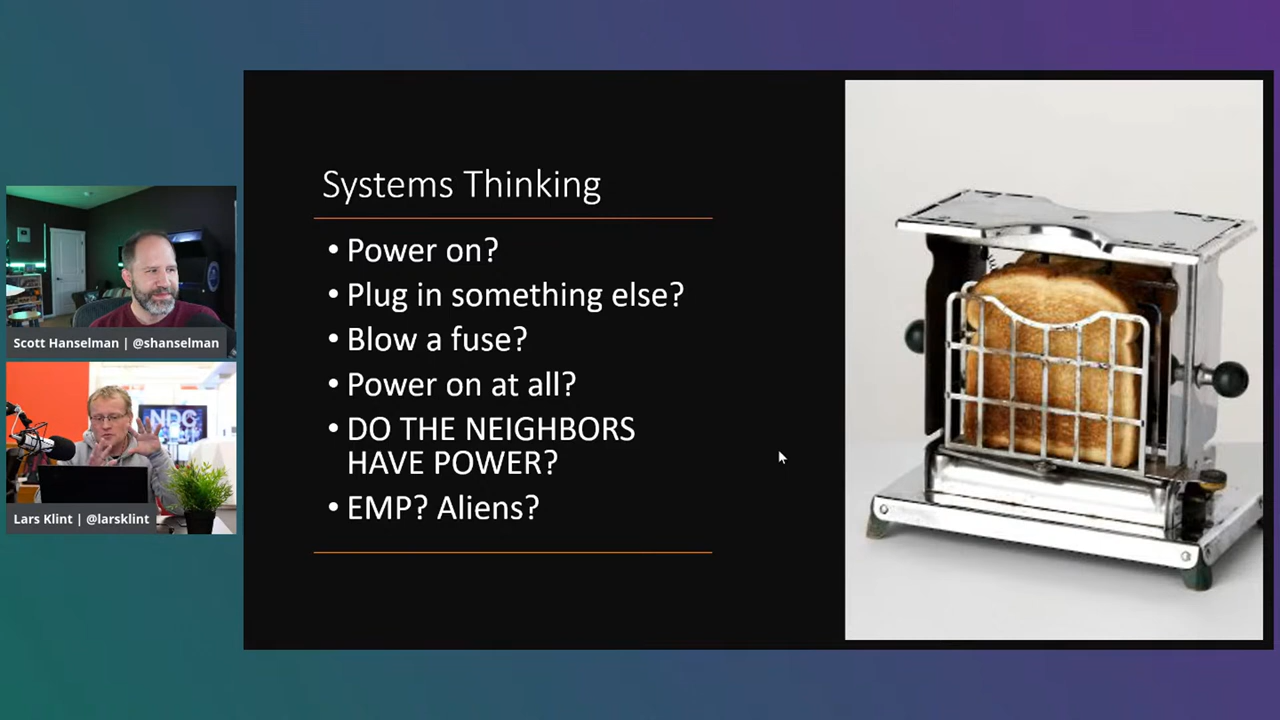 Systems Thinking
• Power on?
• Plug in something else?
• Blow a fuse?
• Power on at all?
• DO THE NEIGHBORS
HAVE POWER?
• EMP? Aliens?
Scott Hanselman | @shanselman
NDC
Lars Klint | @larsklint